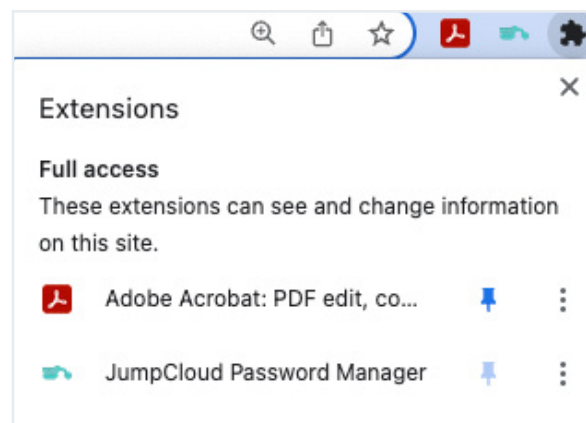 Extensions
Full access
These extensions can see and change information
on this site.
Adobe Acrobat: PDF edit, co...
JumpCloud Password Manager